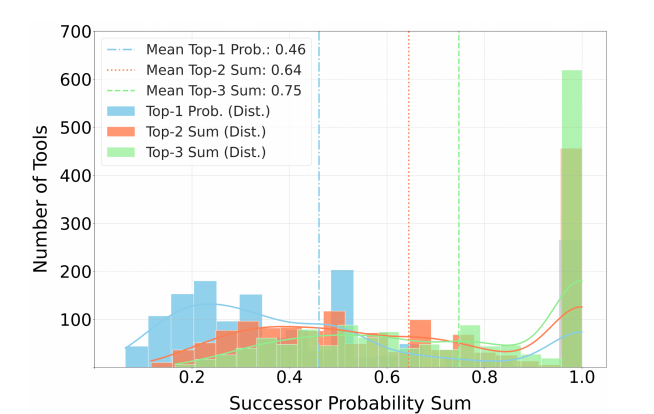 700
600
500
400
300
200
100
Number of Tools
Mean Top-1 Prob.: 0.46
Mean Top-2 Sum: 0.64
Mean Top-3 Sum: 0.75
Top-1 Prob. (Dist.)
Top-2 Sum (Dist.)
Top-3 Sum (Dist.)
0.2 0.4 0.6 0.8 1.0
Successor Probability Sum